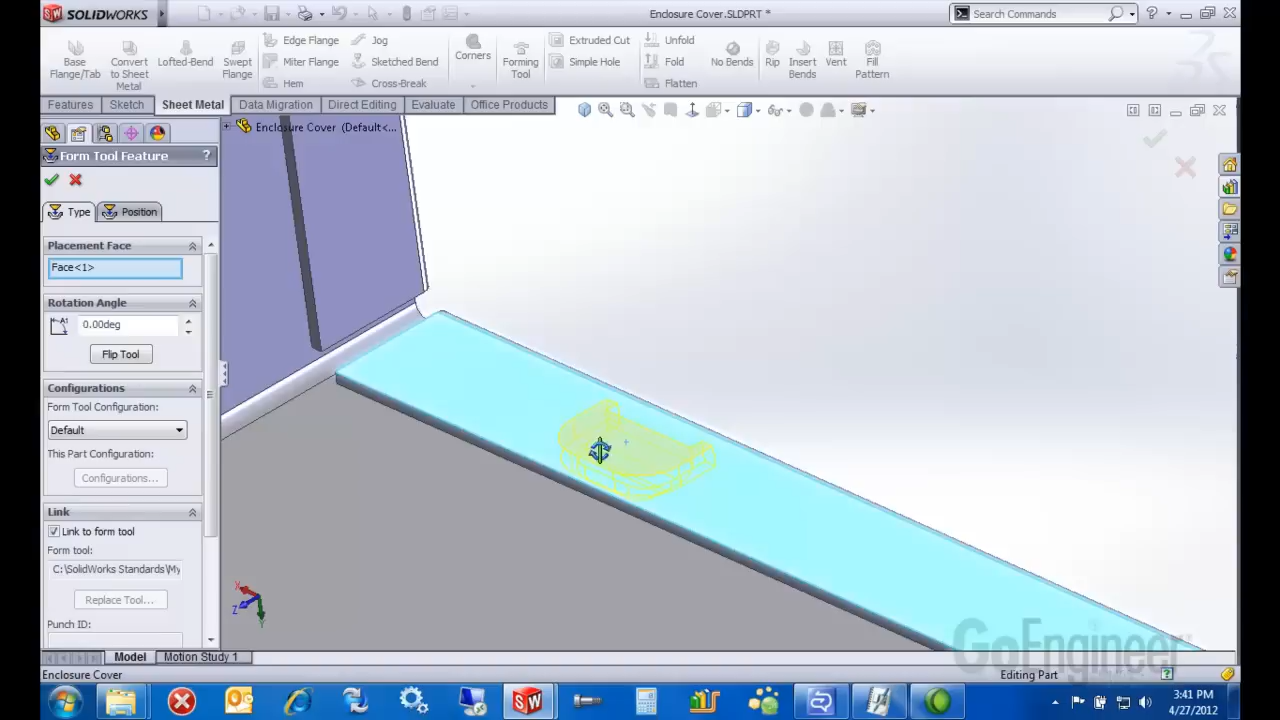 SOLIDWORKS
Enclosure Cover.SLDPRT *
Search Commands
Base Flange/Tab
Convert to Sheet Metal
Lofted-Bend
Swept Flange
Edge Flange
Miter Flange
Hem
Jog
Sketched Bend
Cross-Break
Corners
Forming Tool
Extruded Cut
Simple Hole
Unfold
Fold
Flatten
No Bends
Rip
Insert Bends
Vent
Fill Pattern
Features
Sketch
Sheet Metal
Data Migration
Direct Editing
Evaluate
Office Products
Enclosure Cover (Default<...
Form Tool Feature
?
Type
Position
Placement Face
Face<1>
Rotation Angle
0.00deg
Flip Tool
Configurations
Form Tool Configuration:
Default
This Part Configuration:
Configurations...
Link
Link to form tool
Form tool:
C:\SolidWorks Standards\My
Replace Tool...
Punch ID:
X
Z
Y
GoEngineer
Model
Motion Study 1
Enclosure Cover
Editing Part
3:41 PM
4/27/2012